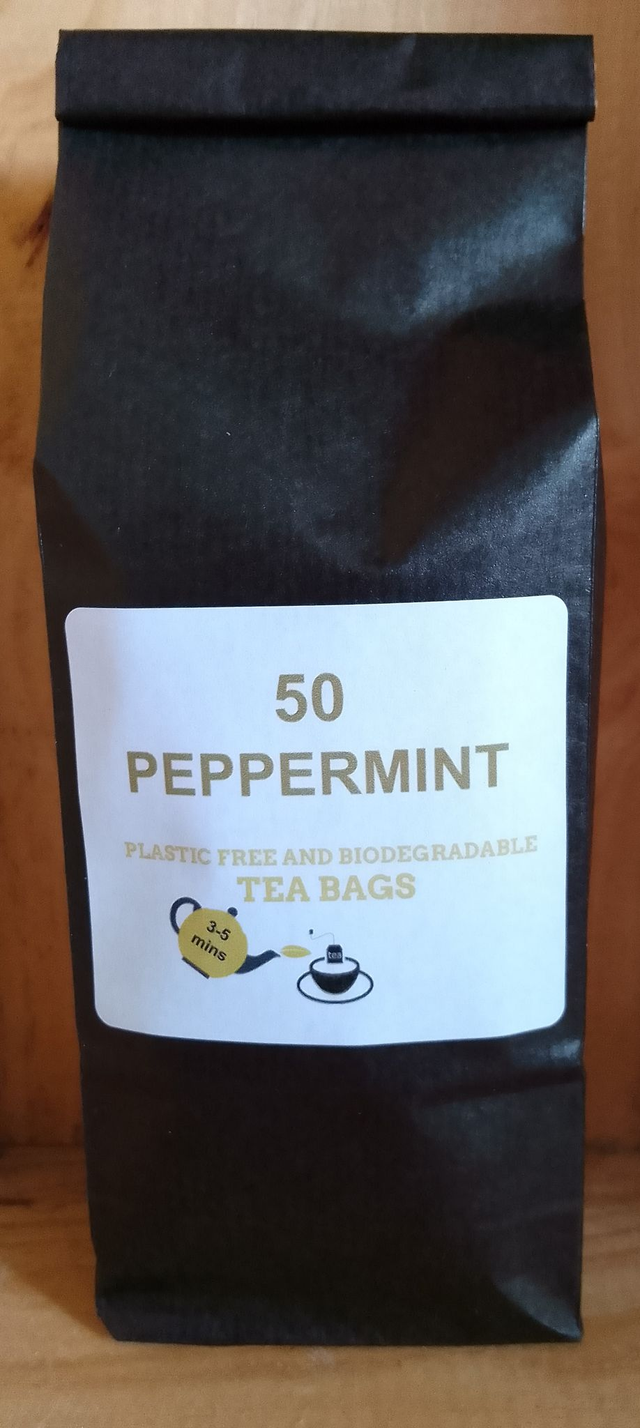 50
PEPPERMINT
PLASTIC FREE AND BIODEGRADABLE
TEA BAGS
3-5
mins
tea